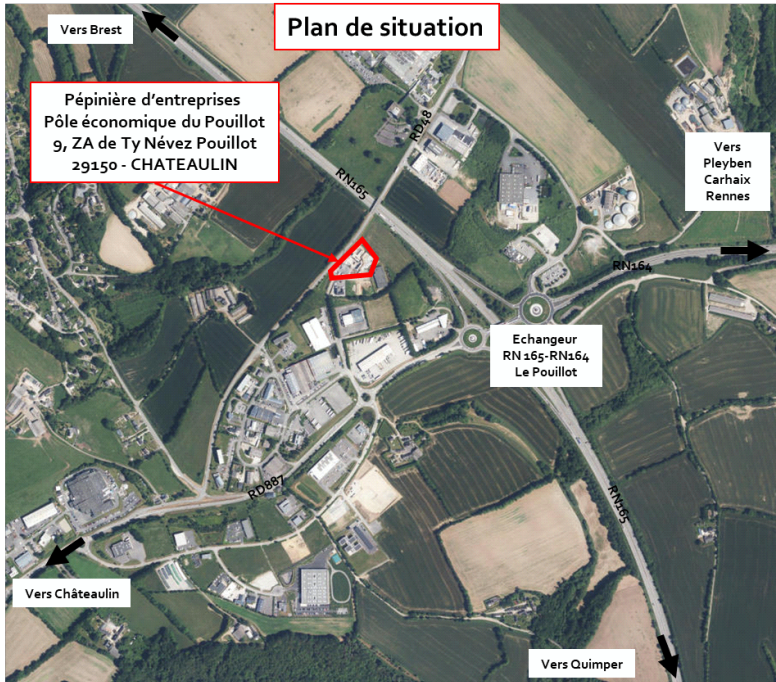 Plan de situation
Vers Brest
Pépinière d'entreprises
Pôle économique du Pouillot
9, ZA de Ty Névez Pouillot
29150 - CHATEAULIN
RD48
RN165
Vers
Pleyben
Carhaix
Rennes
RN164
Echangeur
RN 165-RN164
Le Pouillot
RD887
RN165
Vers Châteaulin
Vers Quimper